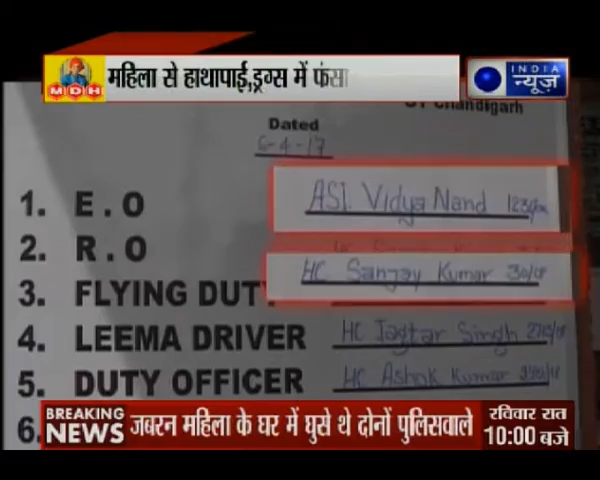 महिला से हाथापाई,ड्रग्स में फंसा
MDH
INDIA
न्यूज़
UT Chandigarh
Dated
6-4-17
1. E.O ASI. Vidya Nand
2. R.O
HC Sanjay Kumar
3. FLYING DUTY
4. LEEMA DRIVER HC Jagtar Singh
5. DUTY OFFICER HC Ashok Kumar
6.
BREAKING NEWS
जबरन महिला के घर में घुसे थे दोनों पुलिसवाले
रविवार रात
10:00 बजे